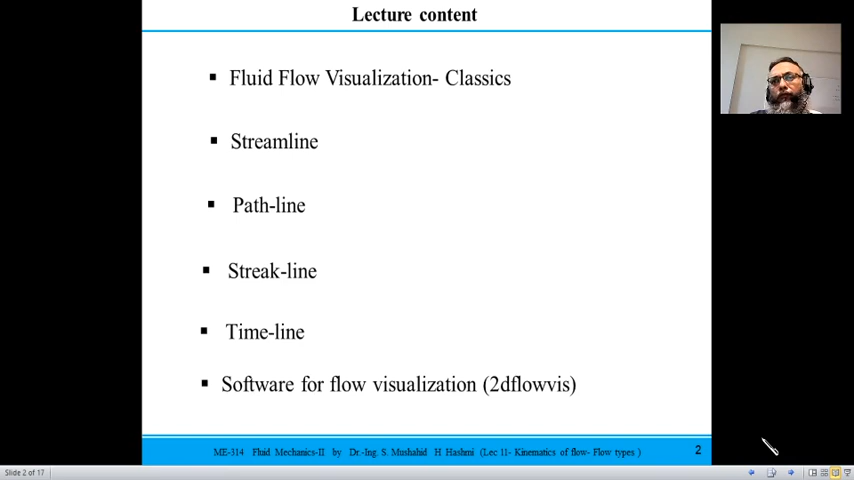 Lecture content
▪ Fluid Flow Visualization- Classics
▪ Streamline
▪ Path-line
▪ Streak-line
▪ Time-line
▪ Software for flow visualization (2dflowvis)
ME-314 Fluid Mechanics-II by Dr.-Ing. S. Mushahid H Hashmi (Lec 11- Kinematics of flow- Flow types ) 2
Slide 2 of 17